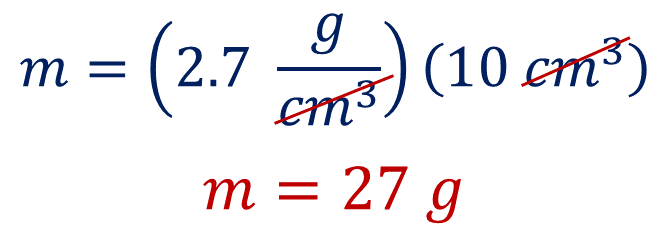 m = (2.7 g/cm³)(10 cm³)
m = 27 g